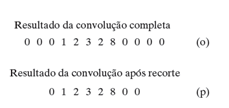 Resultado da convolução completa
0 0 0 1 2 3 2 8 0 0 0 0 (o)
Resultado da convolução após recorte
0 1 2 3 2 8 0 0 (p)